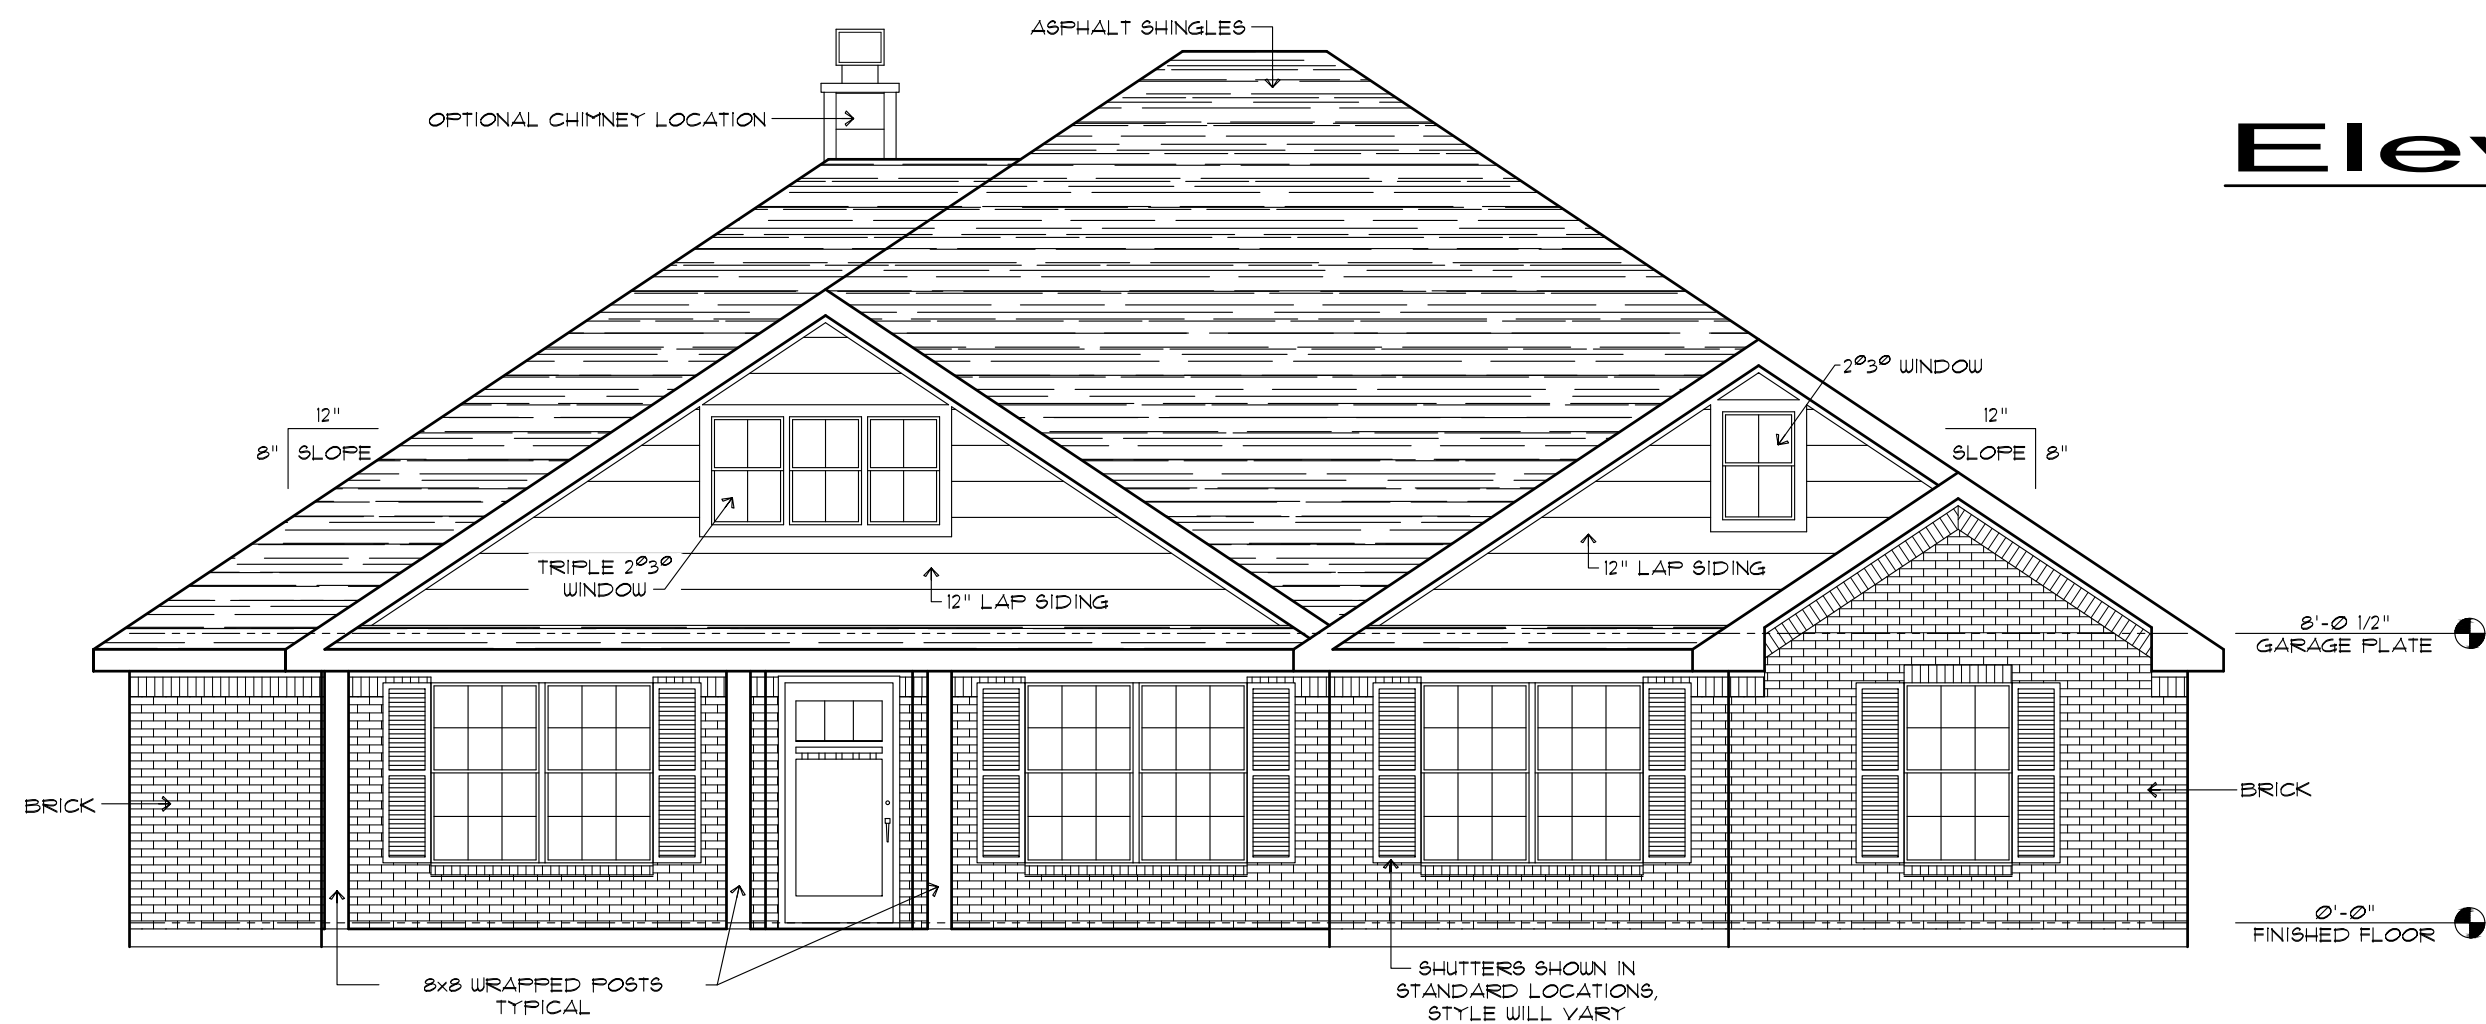 ASPHALT SHINGLES
OPTIONAL CHIMNEY LOCATION
Elev
2⁰3⁰ WINDOW
12"
8" SLOPE
12"
SLOPE 8"
TRIPLE 2⁰3⁰
WINDOW
12" LAP SIDING
12" LAP SIDING
8'-0 1/2"
GARAGE PLATE
BRICK
BRICK
0'-0"
FINISHED FLOOR
8x8 WRAPPED POSTS
TYPICAL
SHUTTERS SHOWN IN
STANDARD LOCATIONS,
STYLE WILL VARY